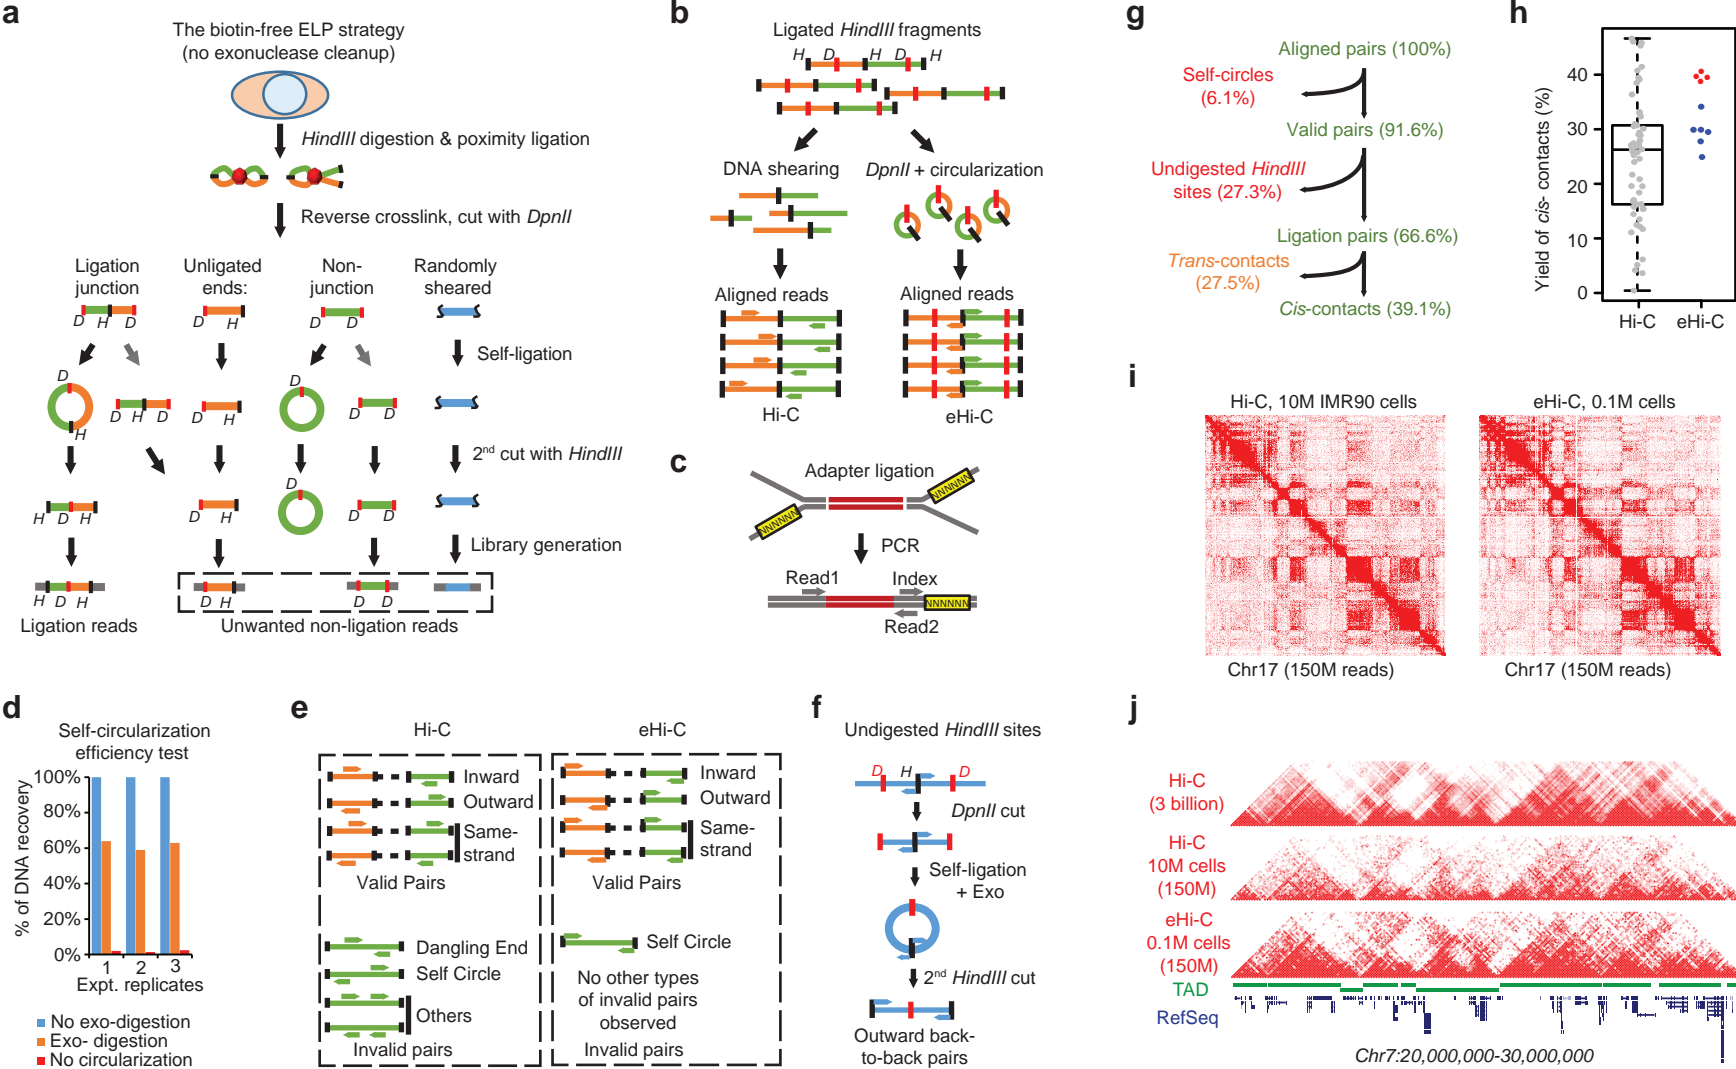 a
The biotin-free ELP strategy
(no exonuclease cleanup)
HindIII digestion & poximity ligation
Reverse crosslink, cut with DpnII
Ligation
junction
Unligated
ends:
Non-
junction
Randomly
sheared
D H D
D H
D D
Self-ligation
D
H
D H D
D H
D
D D
2nd cut with HindIII
H D H
D H
D
D D
Library generation
H D H
D H
D D
Ligation reads
Unwanted non-ligation reads
b
Ligated HindIII fragments
H D H D H
DNA shearing
DpnII + circularization
Aligned reads
Aligned reads
Hi-C
eHi-C
c
Adapter ligation
NNNNNN
NNNNNN
PCR
Read1
Index
NNNNNN
Read2
d
Self-circularization
efficiency test
% of DNA recovery
100%
80%
60%
40%
20%
0%
1 2 3
Expt. replicates
No exo-digestion
Exo- digestion
No circularization
e
Hi-C
Inward
Outward
Same-
strand
Valid Pairs
Dangling End
Self Circle
Others
Invalid pairs
eHi-C
Inward
Outward
Same-
strand
Valid Pairs
Self Circle
No other types
of invalid pairs
observed
Invalid pairs
f
Undigested HindIII sites
D H D
DpnII cut
Self-ligation
+ Exo
2nd HindIII cut
Outward back-
to-back pairs
g
Aligned pairs (100%)
Self-circles
(6.1%)
Valid pairs (91.6%)
Undigested HindIII
sites (27.3%)
Ligation pairs (66.6%)
Trans-contacts
(27.5%)
Cis-contacts (39.1%)
h
Yield of cis- contacts (%)
40
30
20
10
0
Hi-C eHi-C
i
Hi-C, 10M IMR90 cells
Chr17 (150M reads)
eHi-C, 0.1M cells
Chr17 (150M reads)
j
Hi-C
(3 billion)
Hi-C
10M cells
(150M)
eHi-C
0.1M cells
(150M)
TAD
RefSeq
Chr7:20,000,000-30,000,000